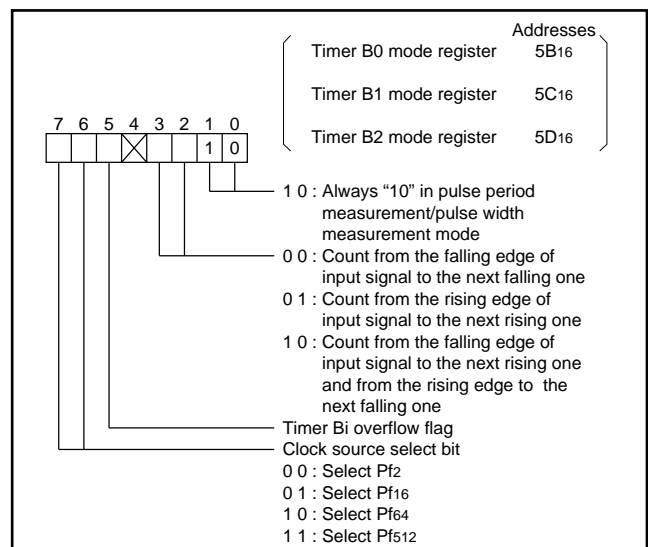 Addresses
Timer B0 mode register 5B16
Timer B1 mode register 5C16
Timer B2 mode register 5D16
7 6 5 4 3 2 1 0
1 0
1 0 : Always “10” in pulse period
measurement/pulse width
measurement mode
0 0 : Count from the falling edge of
input signal to the next falling one
0 1 : Count from the rising edge of
input signal to the next rising one
1 0 : Count from the falling edge of
input signal to the next rising one
and from the rising edge to the
next falling one
Timer Bi overflow flag
Clock source select bit
0 0 : Select Pf2
0 1 : Select Pf16
1 0 : Select Pf64
1 1 : Select Pf512